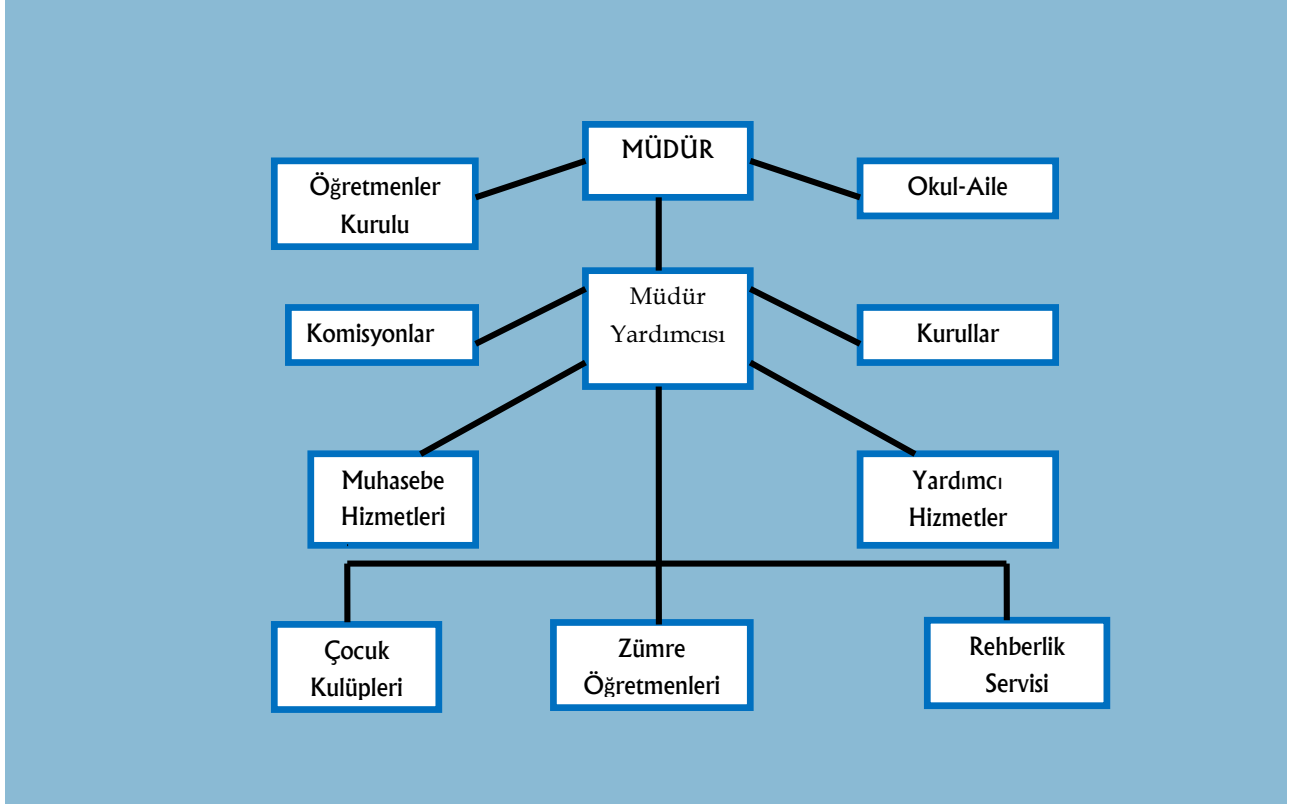 MÜDÜR
Öğretmenler
Kurulu
Okul-Aile
Müdür
Yardımcısı
Komisyonlar
Kurullar
Muhasebe
Hizmetleri
Yardımcı
Hizmetler
Çocuk
Kulüpleri
Zümre
Öğretmenleri
Rehberlik
Servisi